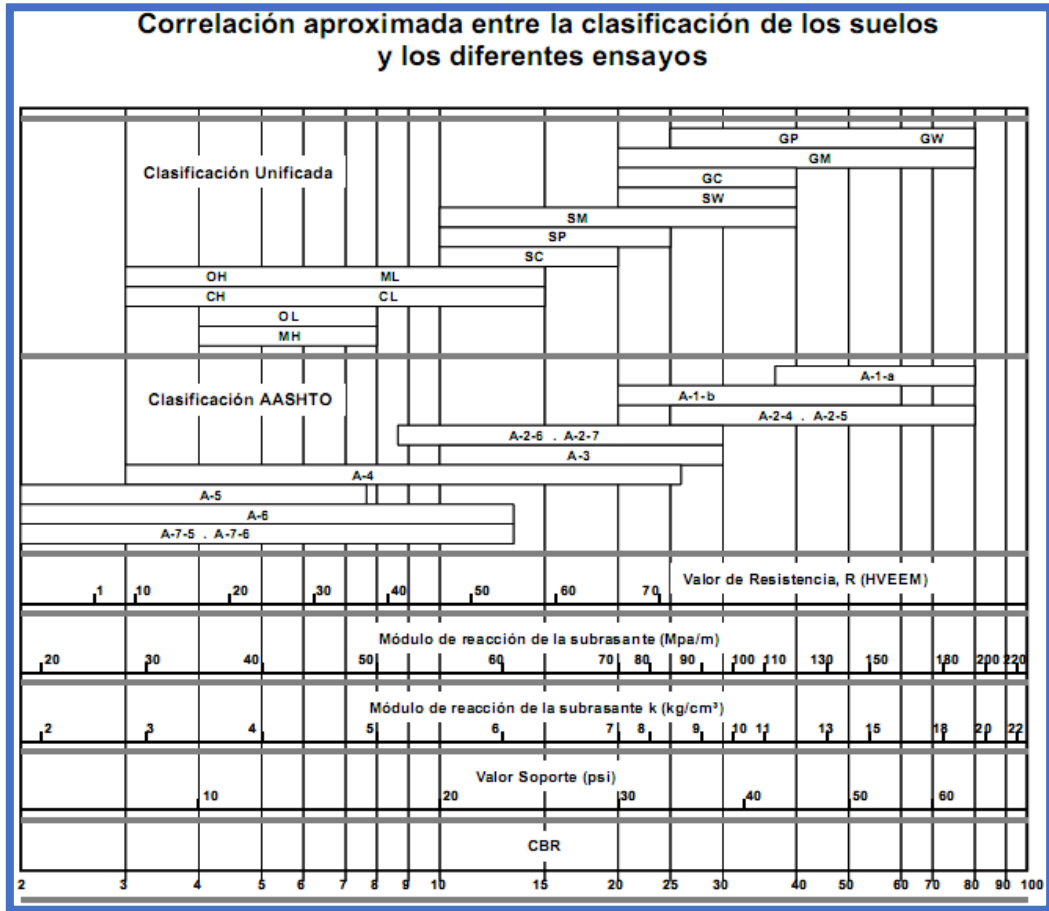 Correlación aproximada entre la clasificación de los suelos
y los diferentes ensayos
Clasificación Unificada
GP GW
GM
GC
SW
SM
SP
SC
OH ML
CH CL
OL
MH
Clasificación AASHTO
A-1-a
A-1-b
A-2-4 . A-2-5
A-2-6 . A-2-7
A-3
A-4
A-5
A-6
A-7-5 . A-7-6
Valor de Resistencia, R (HVEEM)
1 10 20 30 40 50 60 70
Módulo de reacción de la subrasante (Mpa/m)
20 30 40 50 60 70 80 90 100 110 130 150 180 200 220
Módulo de reacción de la subrasante k (kg/cm³)
2 3 4 5 6 7 8 9 10 11 13 15 18 20 22
Valor Soporte (psi)
10 20 30 40 50 60
CBR
2 3 4 5 6 7 8 9 10 15 20 25 30 40 50 60 70 80 90 100